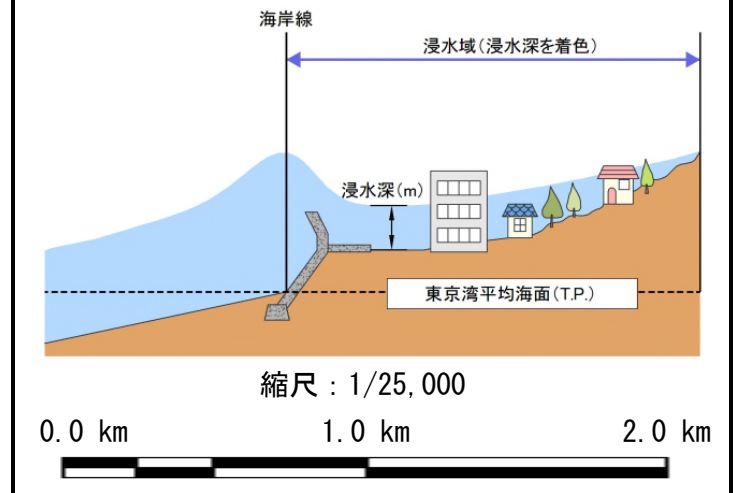 海岸線
浸水域（浸水深を着色）
浸水深（m）
東京湾平均海面（T.P.）
縮尺：1/25,000
0.0 km 1.0 km 2.0 km